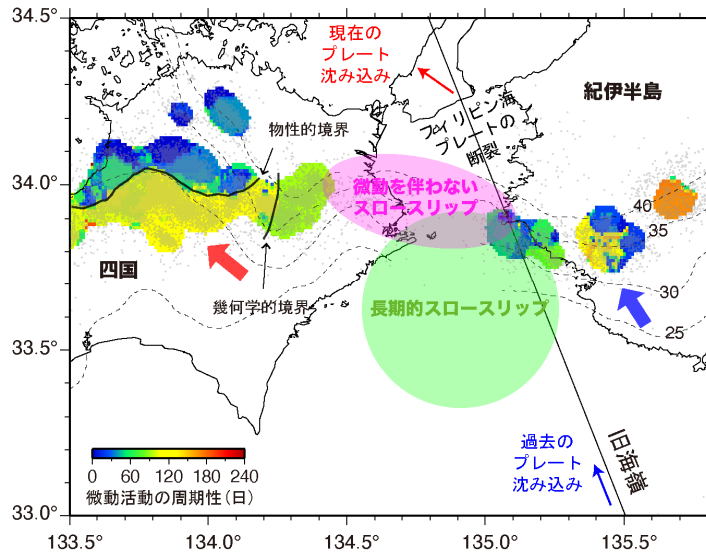 34.5°
34.0°
33.5°
33.0°
133.5°
134.0°
134.5°
135.0°
135.5°
現在の
プレート
沈み込み
紀伊半島
フィリピン海
プレートの
断裂
物性的境界
微動を伴わない
スロースリップ
40
35
30
25
四国
幾何学的境界
長期的スロースリップ
過去の
プレート
沈み込み
旧海嶺
0
60
120
180
240
微動活動の周期性(日)